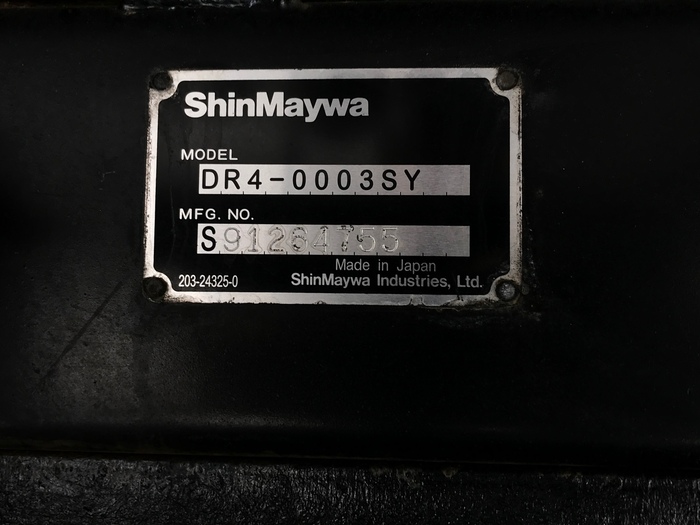 ShinMaywa
MODEL
DR4-0003SY
MFG. NO.
S91264755
Made in Japan
203-24325-0 ShinMaywa Industries, Ltd.